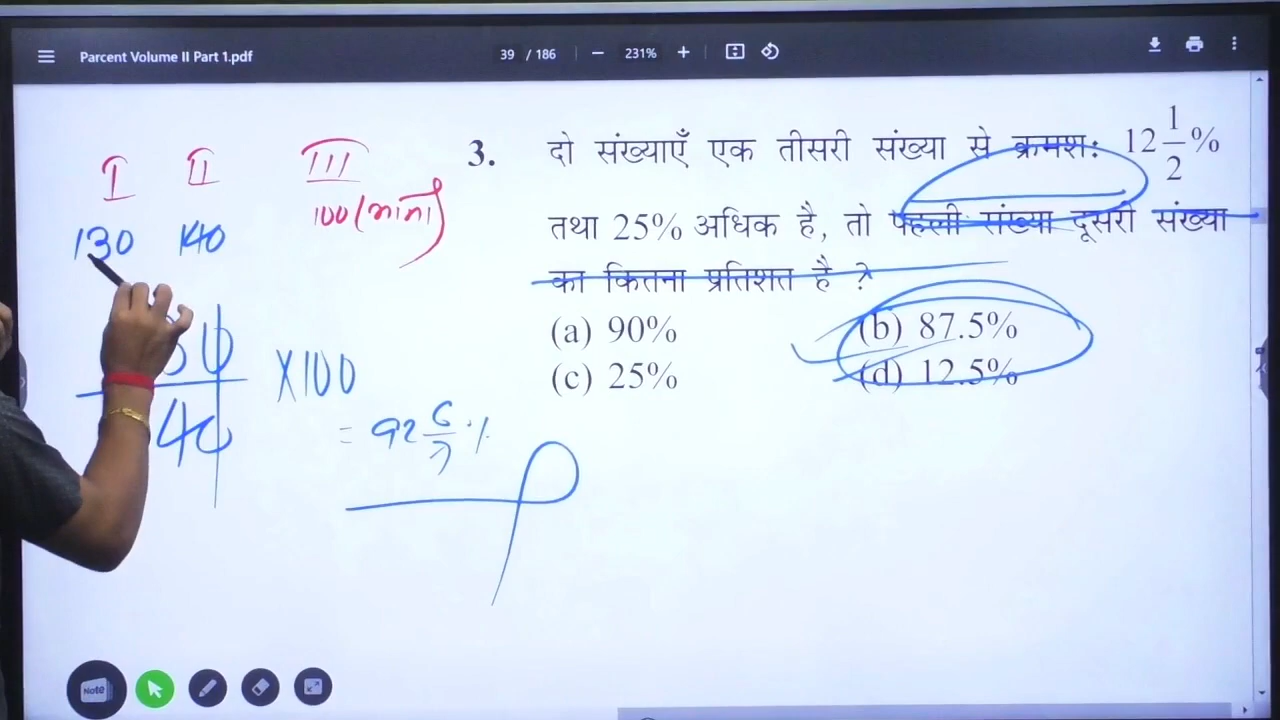 Parcent Volume II Part 1.pdf
39 / 186
231%
I II III
100 (माना)
130 140
X100
40
= 92 6/7 %
3. दो संख्याएँ एक तीसरी संख्या से क्रमश: 12 1/2 %
तथा 25% अधिक है, तो पहली संख्या दूसरी संख्या
का कितना प्रतिशत है ?
(a) 90% (b) 87.5%
(c) 25% (d) 12.5%
Note